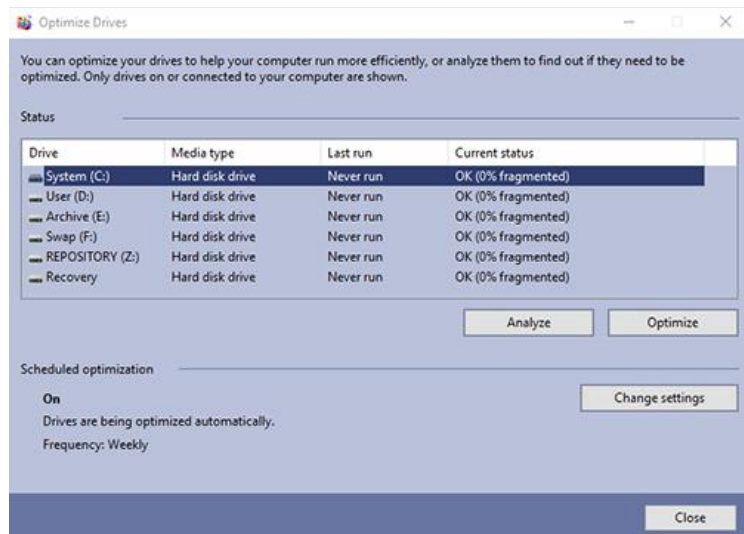 Optimize Drives
You can optimize your drives to help your computer run more efficiently, or analyze them to find out if they need to be
optimized. Only drives on or connected to your computer are shown.
Status
Drive Media type Last run Current status
System (C:) Hard disk drive Never run OK (0% fragmented)
User (D:) Hard disk drive Never run OK (0% fragmented)
Archive (E:) Hard disk drive Never run OK (0% fragmented)
Swap (F:) Hard disk drive Never run OK (0% fragmented)
REPOSITORY (Z:) Hard disk drive Never run OK (0% fragmented)
Recovery Hard disk drive Never run OK (0% fragmented)
Analyze Optimize
Scheduled optimization
On Change settings
Drives are being optimized automatically.
Frequency: Weekly
Close